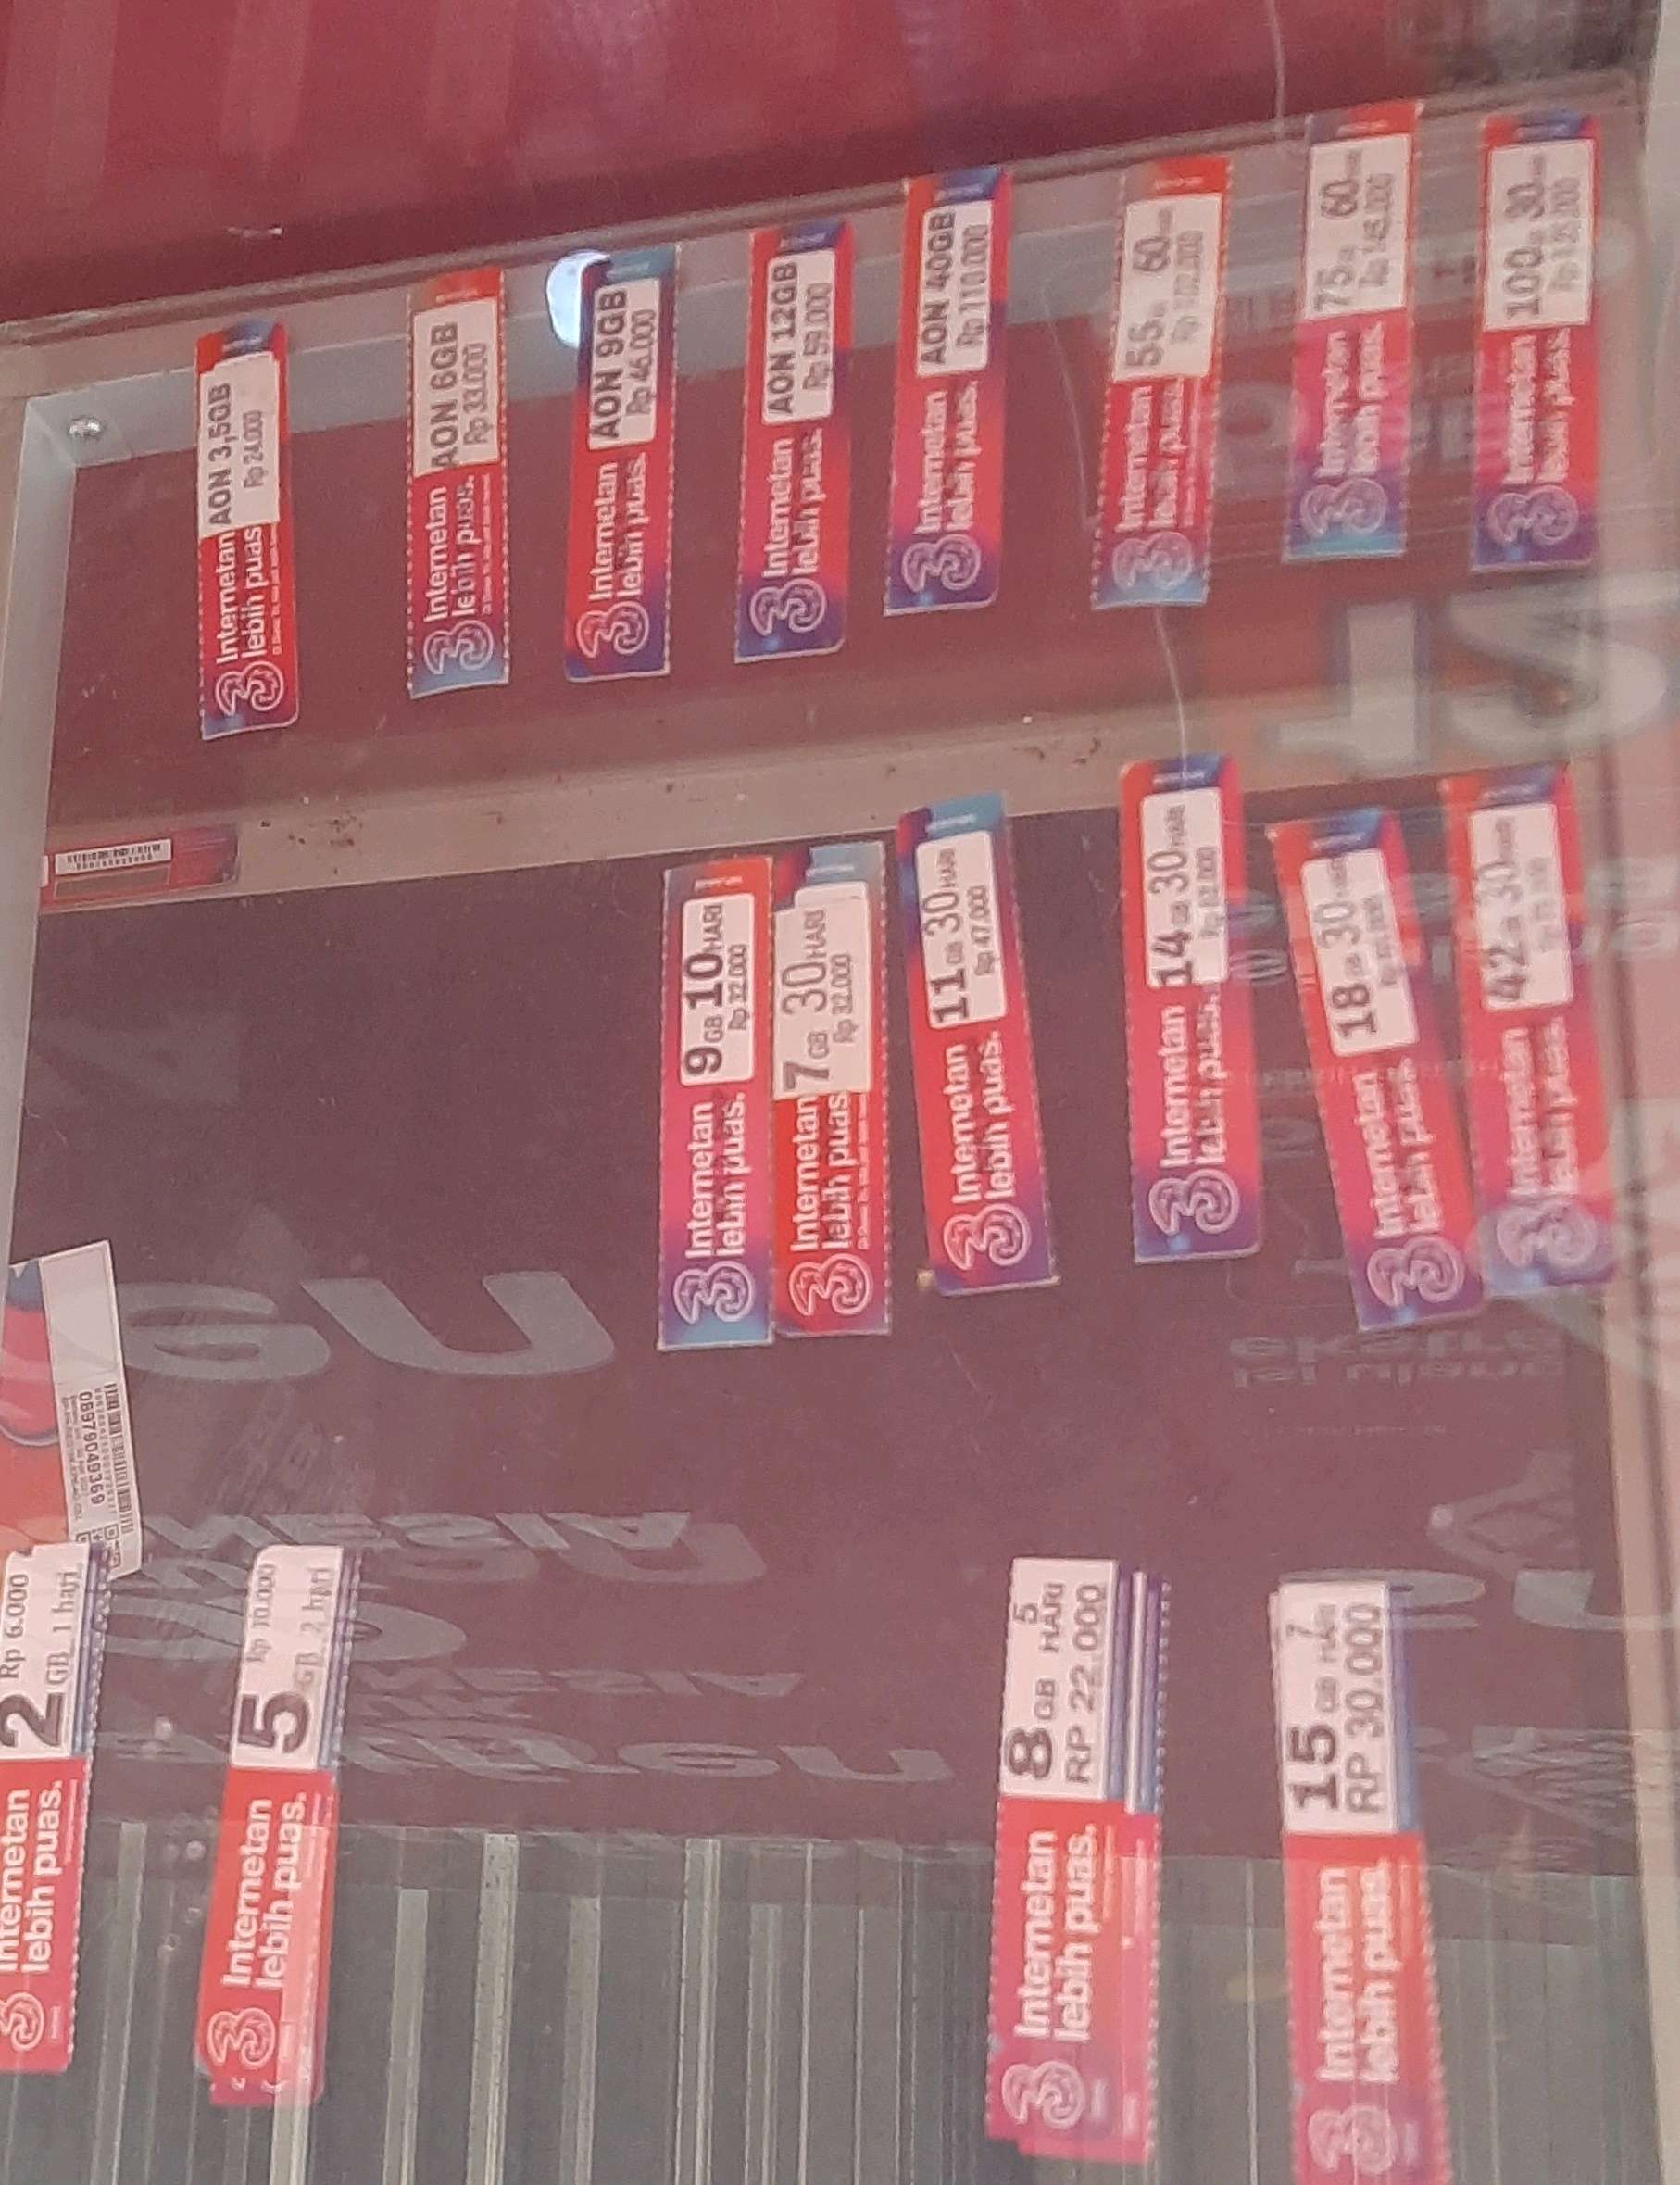 Internetan
lebih puas
AON 3,5GB
Rp 24.000
3 Internetan
lebih puas.
AON 6GB
Rp 33.000
3 Internetan
lebih puas.
AON 9GB
Rp 46.000
3 Internetan
lebih puas.
AON 12GB
Rp 59.000
3 Internetan
lebih puas.
AON 40GB
Rp 110.000
3 Internetan
lebih puas.
55 60
3 Internetan
lebih puas.
75 60
3 Internetan
lebih puas.
100 30
3 Internetan
lebih puas.
9 GB 10 HARI
Rp 32.000
3 Internetan
lebih puas
7 GB 30 HARI
Rp 32.000
3 Internetan
lebih puas.
11 GB 30 HARI
Rp 47.000
3 Internetan
lebih puas.
14 GB 30 HARI
3 Internetan
lebih puas.
18 GB 30 HARI
3 Internetan
lebih puas.
42 30
08979049369
3 Internetan
lebih puas.
2 Rp 6.000
GB 1 hari
3 Internetan
lebih puas.
5 Rp 10.000
GB 2 hari
3 Internetan
lebih puas.
8 GB 5 HARI
RP 22.000
3 Internetan
lebih puas.
15 GB 7 HARI
RP 30.000